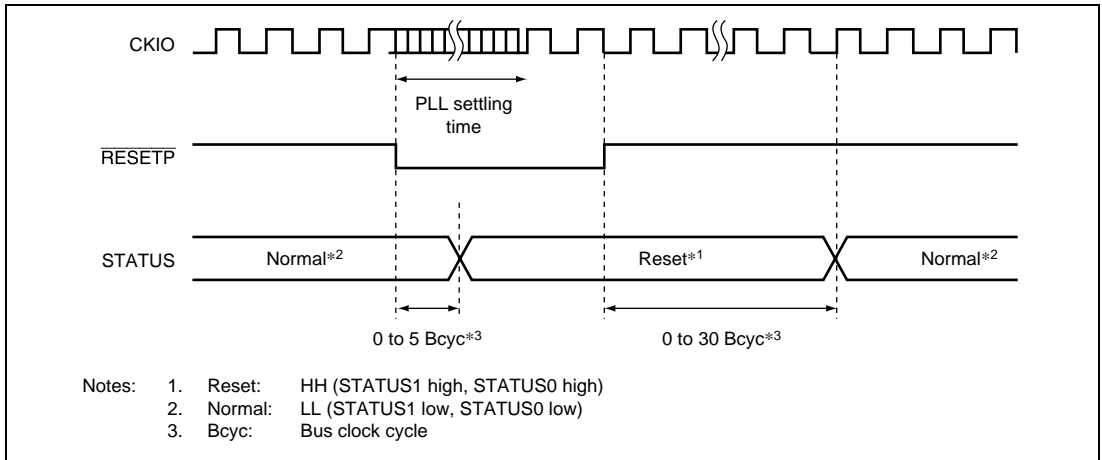 CKIO
PLL settling
time
RESETP
STATUS
Normal*2
Reset*1
Normal*2
0 to 5 Bcyc*3
0 to 30 Bcyc*3
Notes: 1. Reset: HH (STATUS1 high, STATUS0 high)
2. Normal: LL (STATUS1 low, STATUS0 low)
3. Bcyc: Bus clock cycle